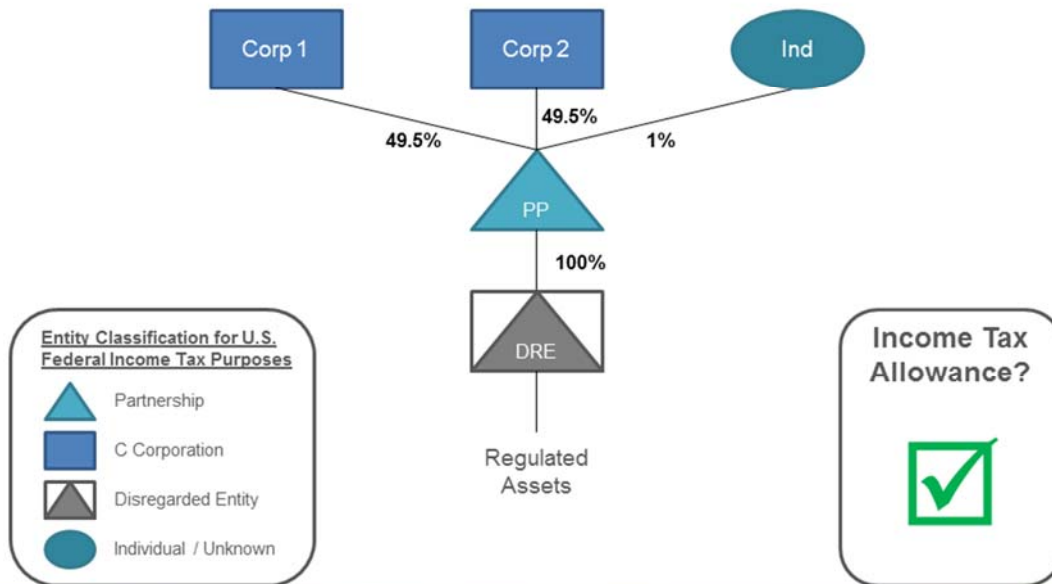 Corp 1
Corp 2
Ind
49.5%
49.5%
1%
PP
100%
DRE
Regulated
Assets
Entity Classification for U.S.
Federal Income Tax Purposes
Partnership
C Corporation
Disregarded Entity
Individual / Unknown
Income Tax
Allowance?